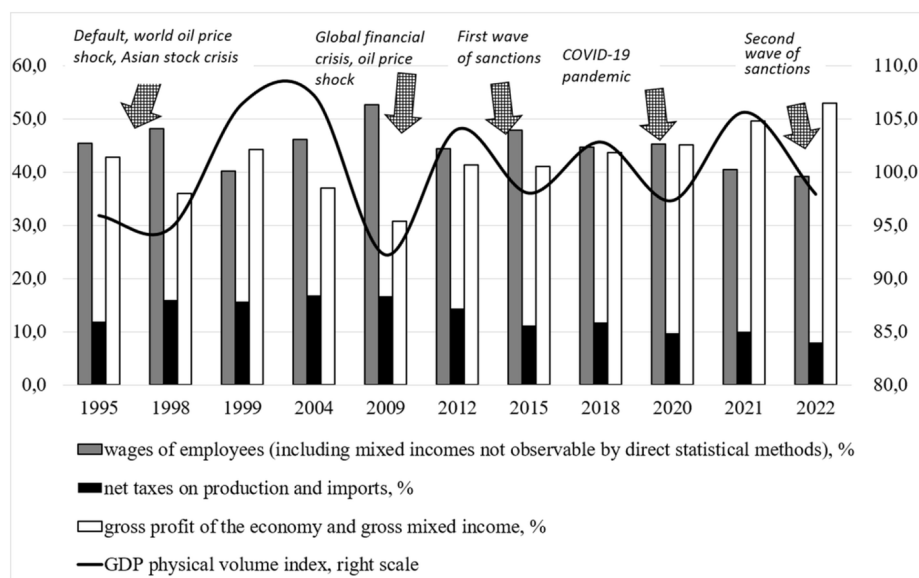 Default, world oil price
shock, Asian stock crisis
Global financial
crisis, oil price
shock
First wave
of sanctions
COVID-19
pandemic
Second
wave of
sanctions
60,0
50,0
40,0
30,0
20,0
10,0
0,0
110,0
105,0
100,0
95,0
90,0
85,0
80,0
1995 1998 1999 2004 2009 2012 2015 2018 2020 2021 2022
wages of employees (including mixed incomes not observable by direct statistical methods), %
net taxes on production and imports, %
gross profit of the economy and gross mixed income, %
GDP physical volume index, right scale